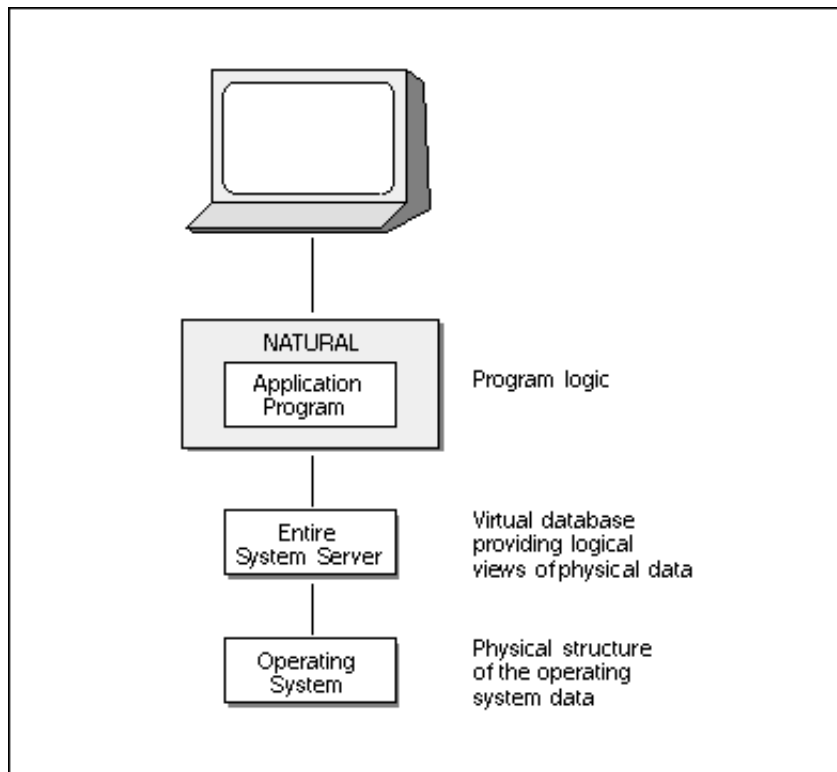 NATURAL
Application
Program
Program logic
Entire
System Server
Virtual database
providing logical
views of physical data
Operating
System
Physical structure
of the operating
system data